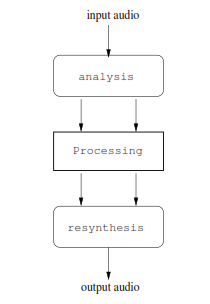 input audio
analysis
Processing
resynthesis
output audio